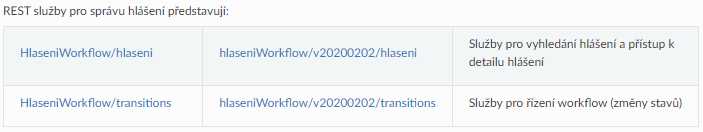 REST služby pro správu hlášení představují:
HlaseniWorkflow/hlaseni hlaseniWorkflow/v20200202/hlaseni Služby pro vyhledání hlášení a přístup k
detailu hlášení
HlaseniWorkflow/transitions hlaseniWorkflow/v20200202/transitions Služby pro řízení workflow (změny stavů)